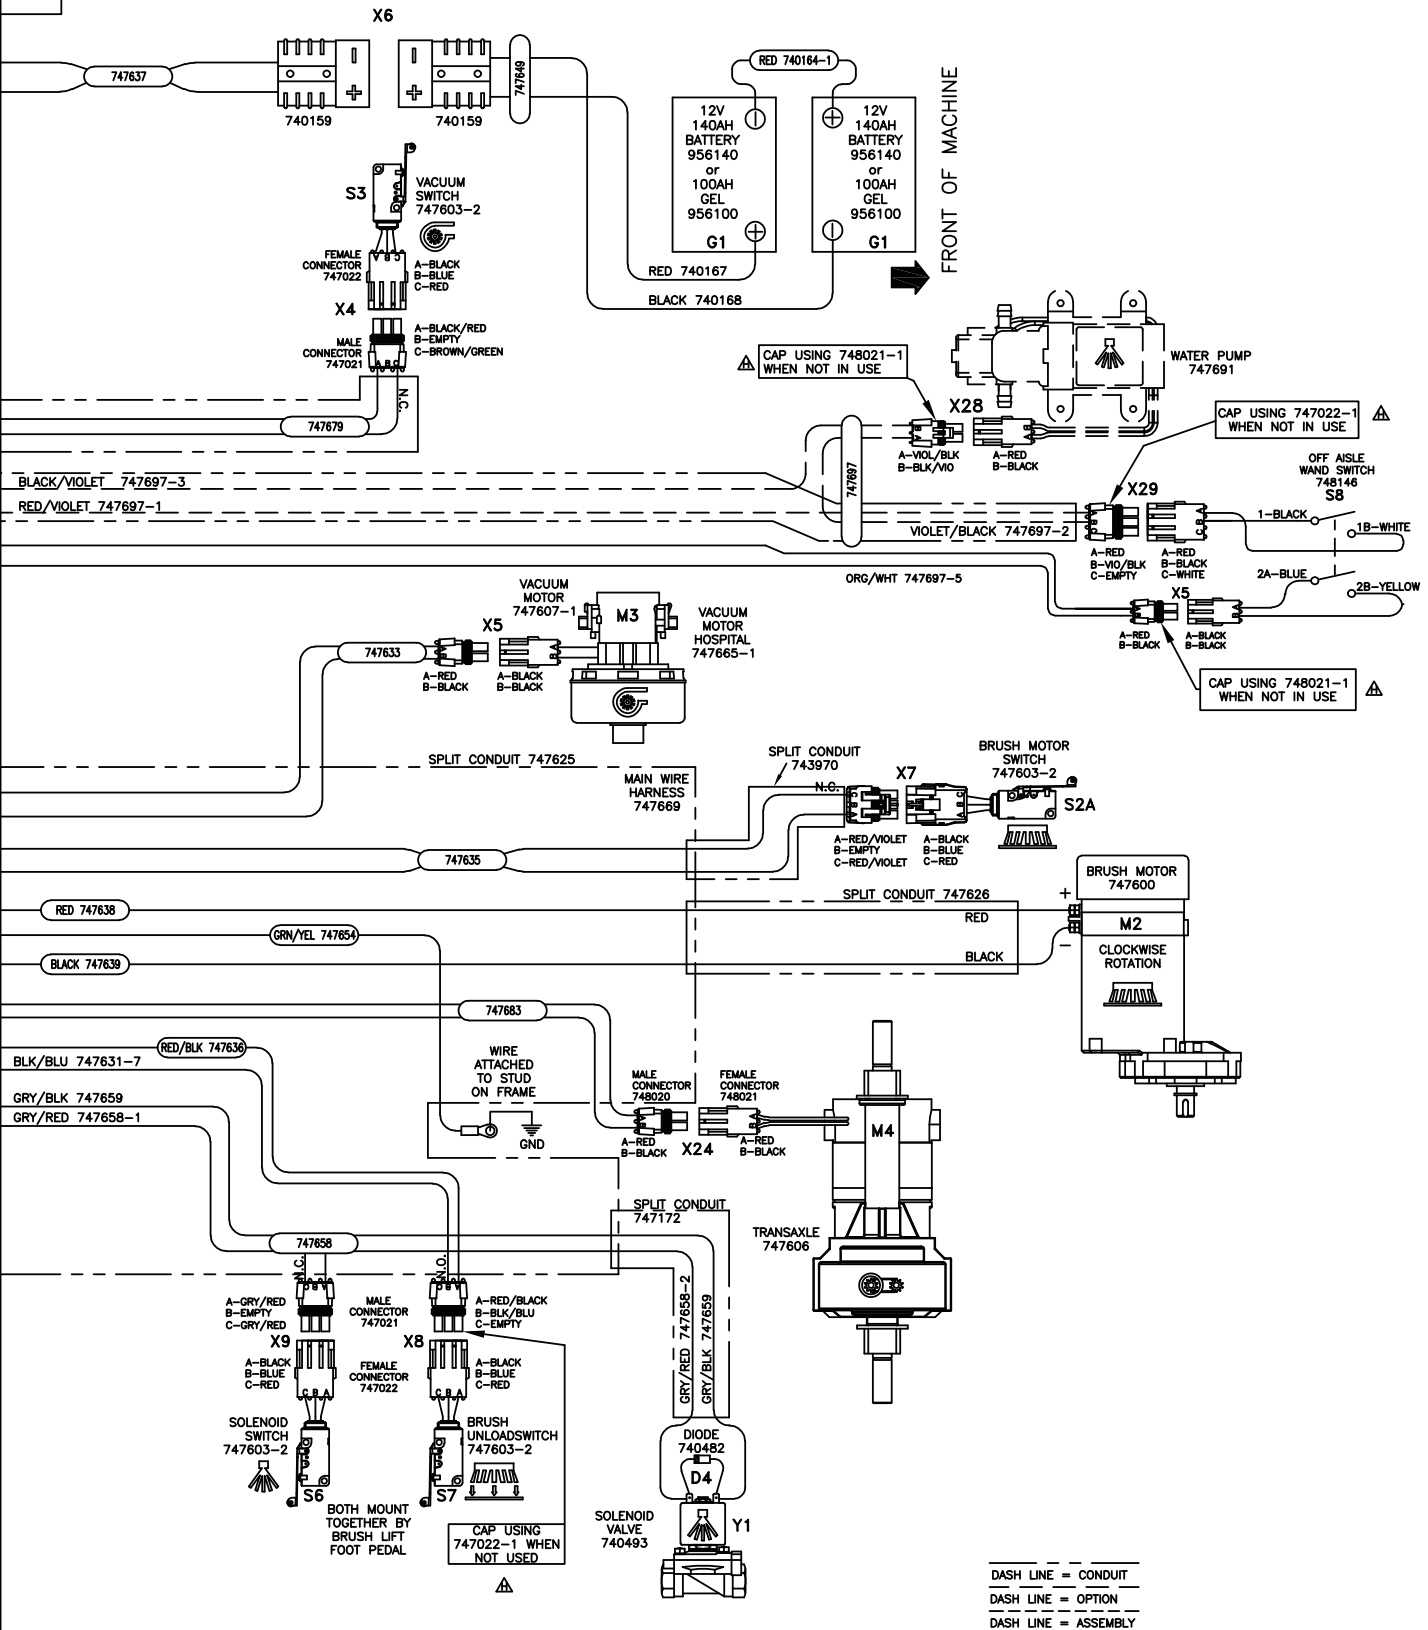 X6
747637
740159
740159
747649
RED 740164-1
12V
140AH
BATTERY
956140
or
100AH
GEL
956100
G1
12V
140AH
BATTERY
956140
or
100AH
GEL
956100
G1
FRONT OF MACHINE
RED 740167
BLACK 740168
S3
VACUUM
SWITCH
747603-2
FEMALE
CONNECTOR
747022
A B C
A-BLACK
B-BLUE
C-RED
X4
MALE
CONNECTOR
747021
A-BLACK/RED
B-EMPTY
C-BROWN/GREEN
A B C
N.C.
747679
CAP USING 748021-1
WHEN NOT IN USE
H
WATER PUMP
747691
X28
A-VIOL/BLK
B-BLK/VIO
A-RED
B-BLACK
CAP USING 747022-1
WHEN NOT IN USE
H
747697
BLACK/VIOLET 747697-3
RED/VIOLET 747697-1
VIOLET/BLACK 747697-2
X29
A-RED
B-VIO/BLK
C-EMPTY
A-RED
B-BLACK
C-WHITE
OFF AISLE
WAND SWITCH
748146
S8
1-BLACK
1B-WHITE
2A-BLUE
2B-YELLOW
ORG/WHT 747697-5
X5
A-RED
B-BLACK
A-BLACK
B-BLACK
CAP USING 748021-1
WHEN NOT IN USE
H
VACUUM
MOTOR
747607-1
M3
VACUUM
MOTOR
HOSPITAL
747665-1
X5
747633
A-RED
B-BLACK
A-BLACK
B-BLACK
SPLIT CONDUIT 747625
MAIN WIRE
HARNESS
747669
SPLIT CONDUIT
743970
N.C.
X7
BRUSH MOTOR
SWITCH
747603-2
S2A
A-RED/VIOLET
B-EMPTY
C-RED/VIOLET
A-BLACK
B-BLUE
C-RED
747635
SPLIT CONDUIT 747626
RED 747638
RED
GRN/YEL 747654
BLACK 747639
BLACK
BRUSH MOTOR
747600
+
M2
-
CLOCKWISE
ROTATION
747683
RED/BLK 747636
BLK/BLU 747631-7
GRY/BLK 747659
GRY/RED 747658-1
WIRE
ATTACHED
TO STUD
ON FRAME
GND
MALE
CONNECTOR
748020
FEMALE
CONNECTOR
748021
A-RED
B-BLACK
X24
A-RED
B-BLACK
M4
TRANSAXLE
747606
SPLIT CONDUIT
747172
747658
N.C.
N.O.
A-GRY/RED
B-EMPTY
C-GRY/RED
MALE
CONNECTOR
747021
A-RED/BLACK
B-BLK/BLU
C-EMPTY
X9
X8
A-BLACK
B-BLUE
C-RED
FEMALE
CONNECTOR
747022
A-BLACK
B-BLUE
C-RED
C B A
C B A
SOLENOID
SWITCH
747603-2
S6
BRUSH
UNLOADSWITCH
747603-2
S7
BOTH MOUNT
TOGETHER BY
BRUSH LIFT
FOOT PEDAL
CAP USING
747022-1 WHEN
NOT USED
H
GRY/RED 747658-2
GRY/BLK 747659
DIODE
740482
D4
SOLENOID
VALVE
740493
Y1
DASH LINE = CONDUIT
DASH LINE = OPTION
DASH LINE = ASSEMBLY